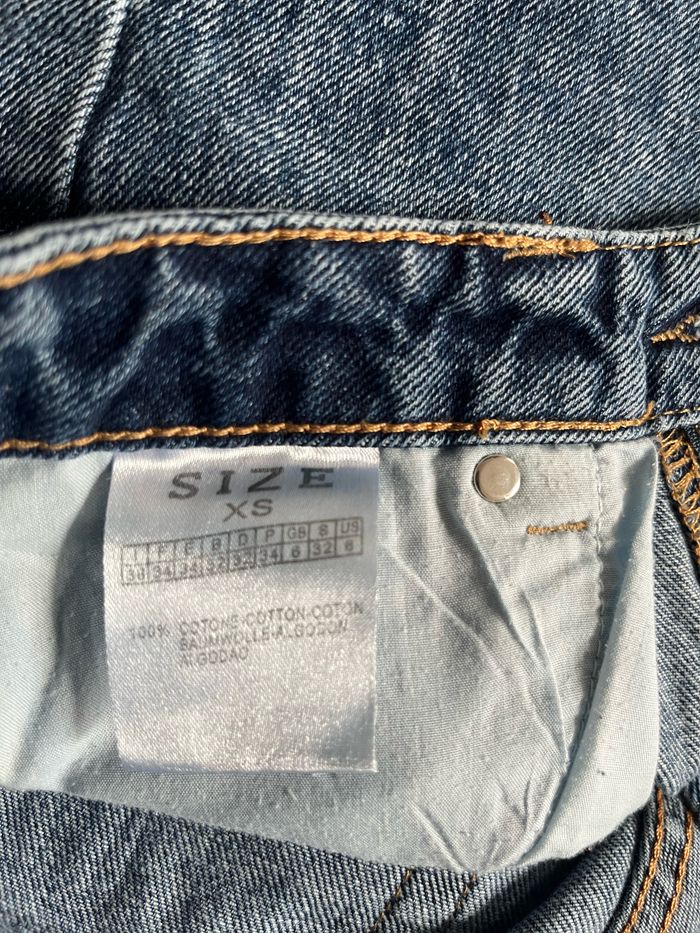 SIZE
XS
I F E B D P GB S US
38 34 34 32 32 34 6 32 6
100% COTONE-COTTON-COTON
BAUMWOLLE-ALGODON
ALGODAO